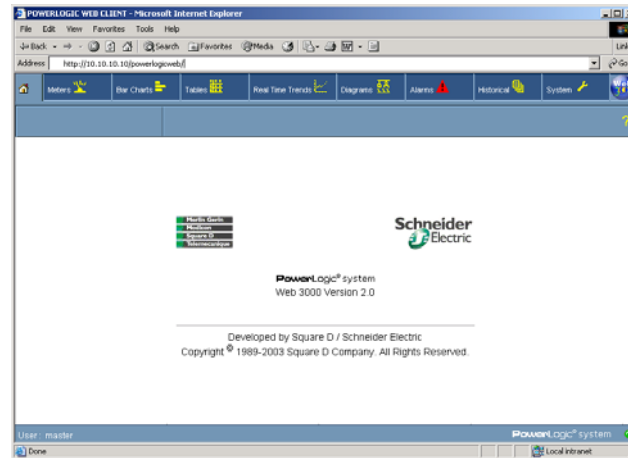 POWERLOGIC WEB CLIENT - Microsoft Internet Explorer
File Edit View Favorites Tools Help
Back Search Favorites Media
Address http://10.10.10.10/powerlogicweb/ Go
Meters Bar Charts Tables Real Time Trends Diagrams Alarms Historical System
?
Merlin Gerin
Modicon
Square D
Telemecanique
Schneider
Electric
PowerLogic® system
Web 3000 Version 2.0
Developed by Square D / Schneider Electric
Copyright © 1989-2003 Square D Company. All Rights Reserved.
User : master PowerLogic® system
Done Local intranet